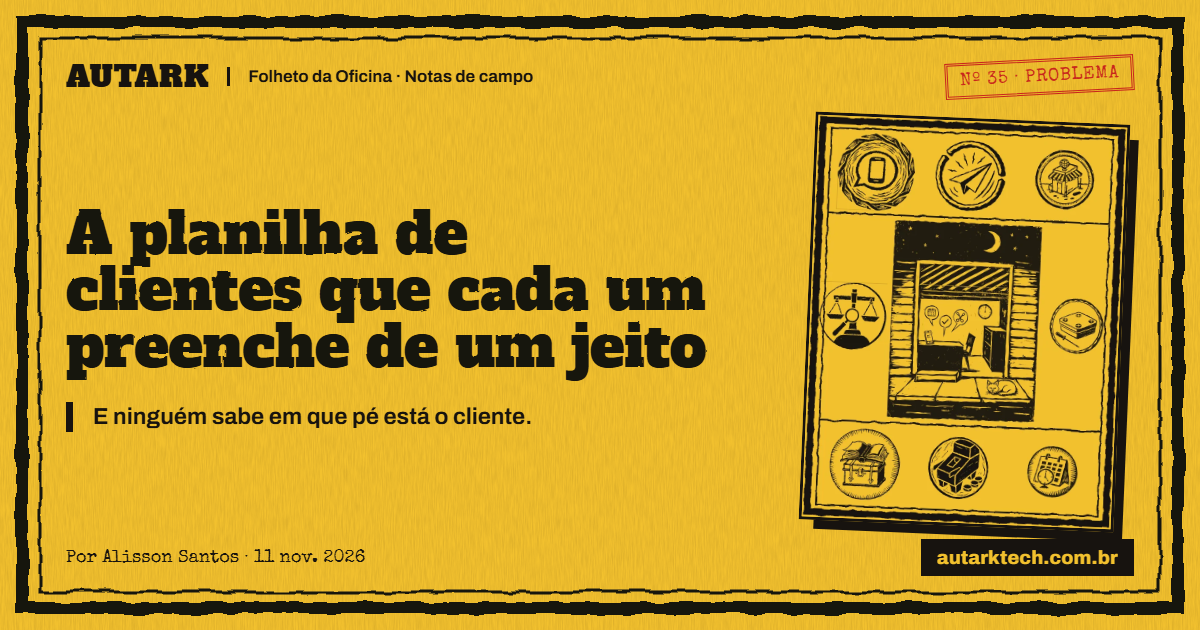 AUTARK
Folheto da Oficina · Notas de campo
Nº 35 · PROBLEMA
A planilha de
clientes que cada um
preenche de um jeito
E ninguém sabe em que pé está o cliente.
Por Alisson Santos · 11 nov. 2026
autarktech.com.br